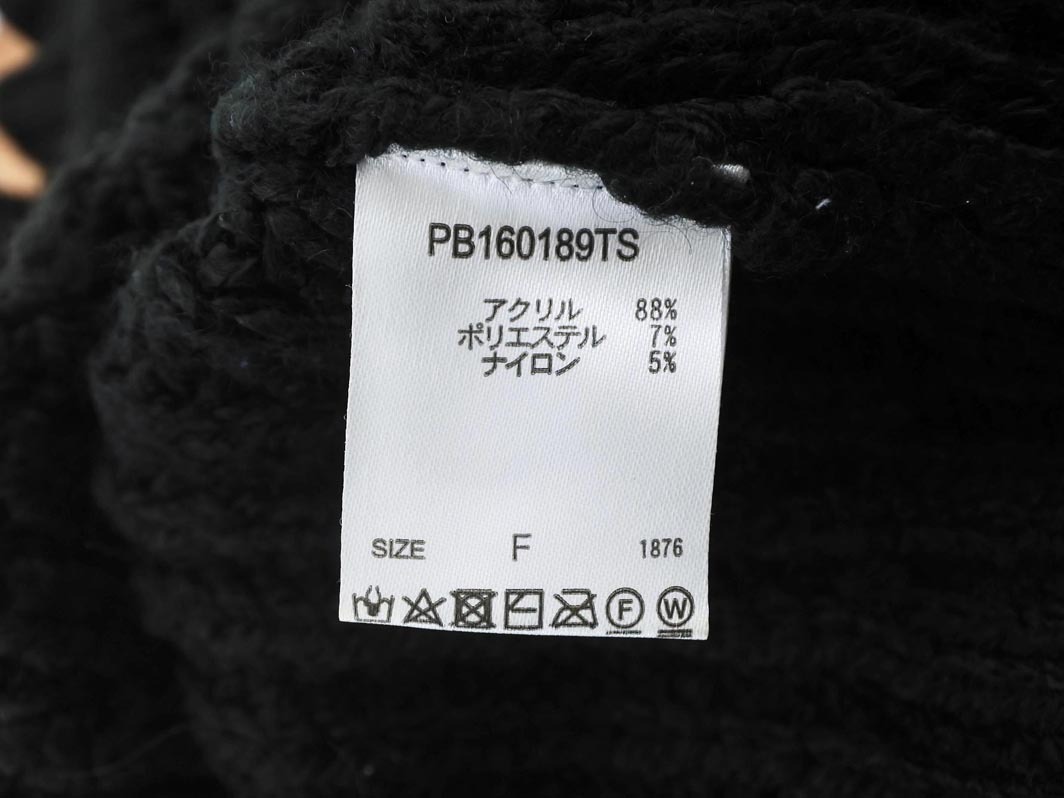 PB160189TS
アクリル 88%
ポリエステル 7%
ナイロン 5%
SIZE F 1876
F W